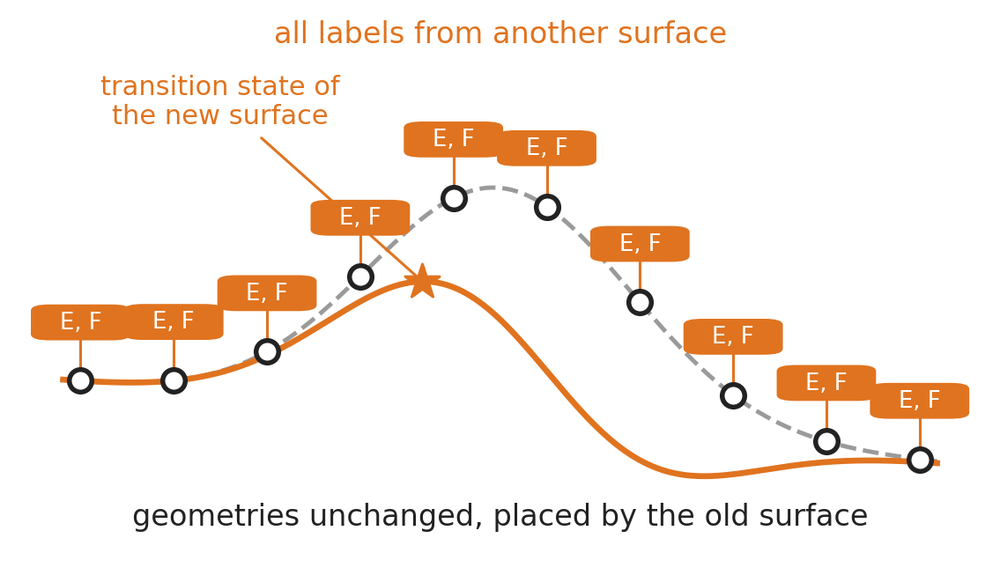 all labels from another surface
transition state of
the new surface
E, F
E, F
E, F
E, F
E, F
E, F
E, F
E, F
E, F
E, F
geometries unchanged, placed by the old surface